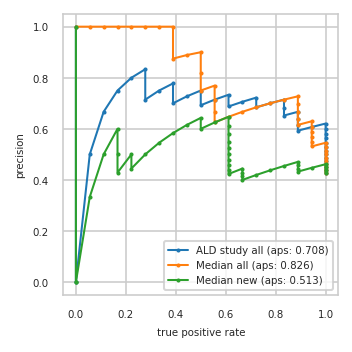 precision
1.0
0.8
0.6
0.4
0.2
0.0
0.0 0.2 0.4 0.6 0.8 1.0
true positive rate
ALD study all (aps: 0.708)
Median all (aps: 0.826)
Median new (aps: 0.513)